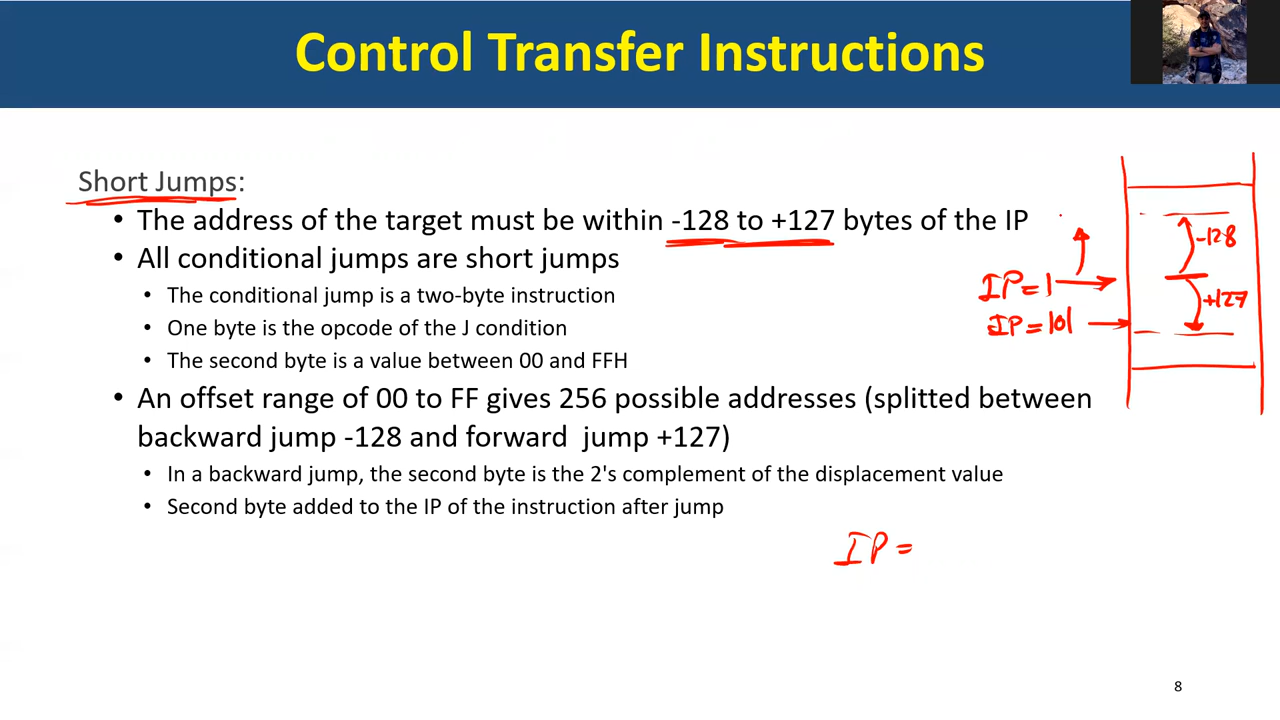 Control Transfer Instructions
Short Jumps:
• The address of the target must be within -128 to +127 bytes of the IP
• All conditional jumps are short jumps
• The conditional jump is a two-byte instruction
• One byte is the opcode of the J condition
• The second byte is a value between 00 and FFH
• An offset range of 00 to FF gives 256 possible addresses (splitted between
backward jump -128 and forward jump +127)
• In a backward jump, the second byte is the 2's complement of the displacement value
• Second byte added to the IP of the instruction after jump
IP=
IP=1
IP=101
-128
+127
8